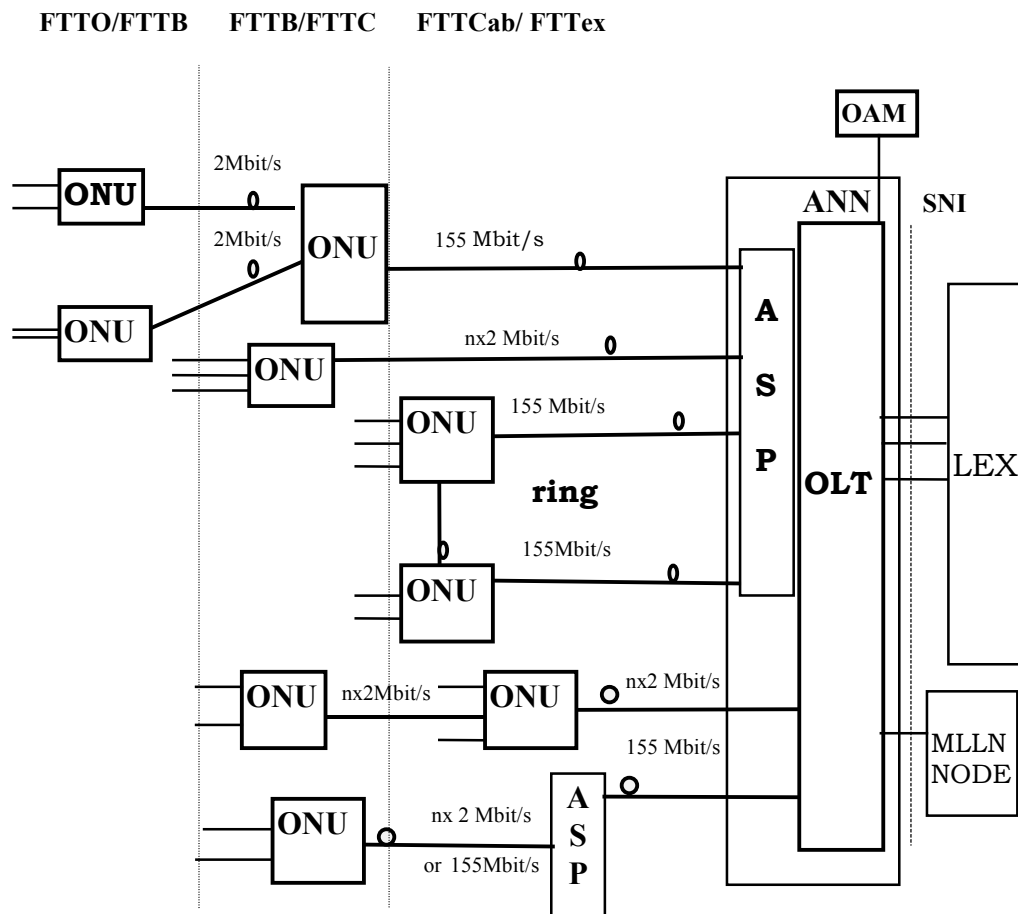 FTTO/FTTB FTTB/FTTC FTTCab/ FTTex
OAM
2Mbit/s
ONU
ANN SNI
2Mbit/s
ONU
155 Mbit/s
ONU
nx2 Mbit/s
ONU
A
S
P
155 Mbit/s
ONU
LEX
OLT
ring
155Mbit/s
ONU
nx2 Mbit/s
ONU
nx2Mbit/s
ONU
155 Mbit/s
MLLN
NODE
A
S
P
nx 2 Mbit/s
ONU
or 155Mbit/s